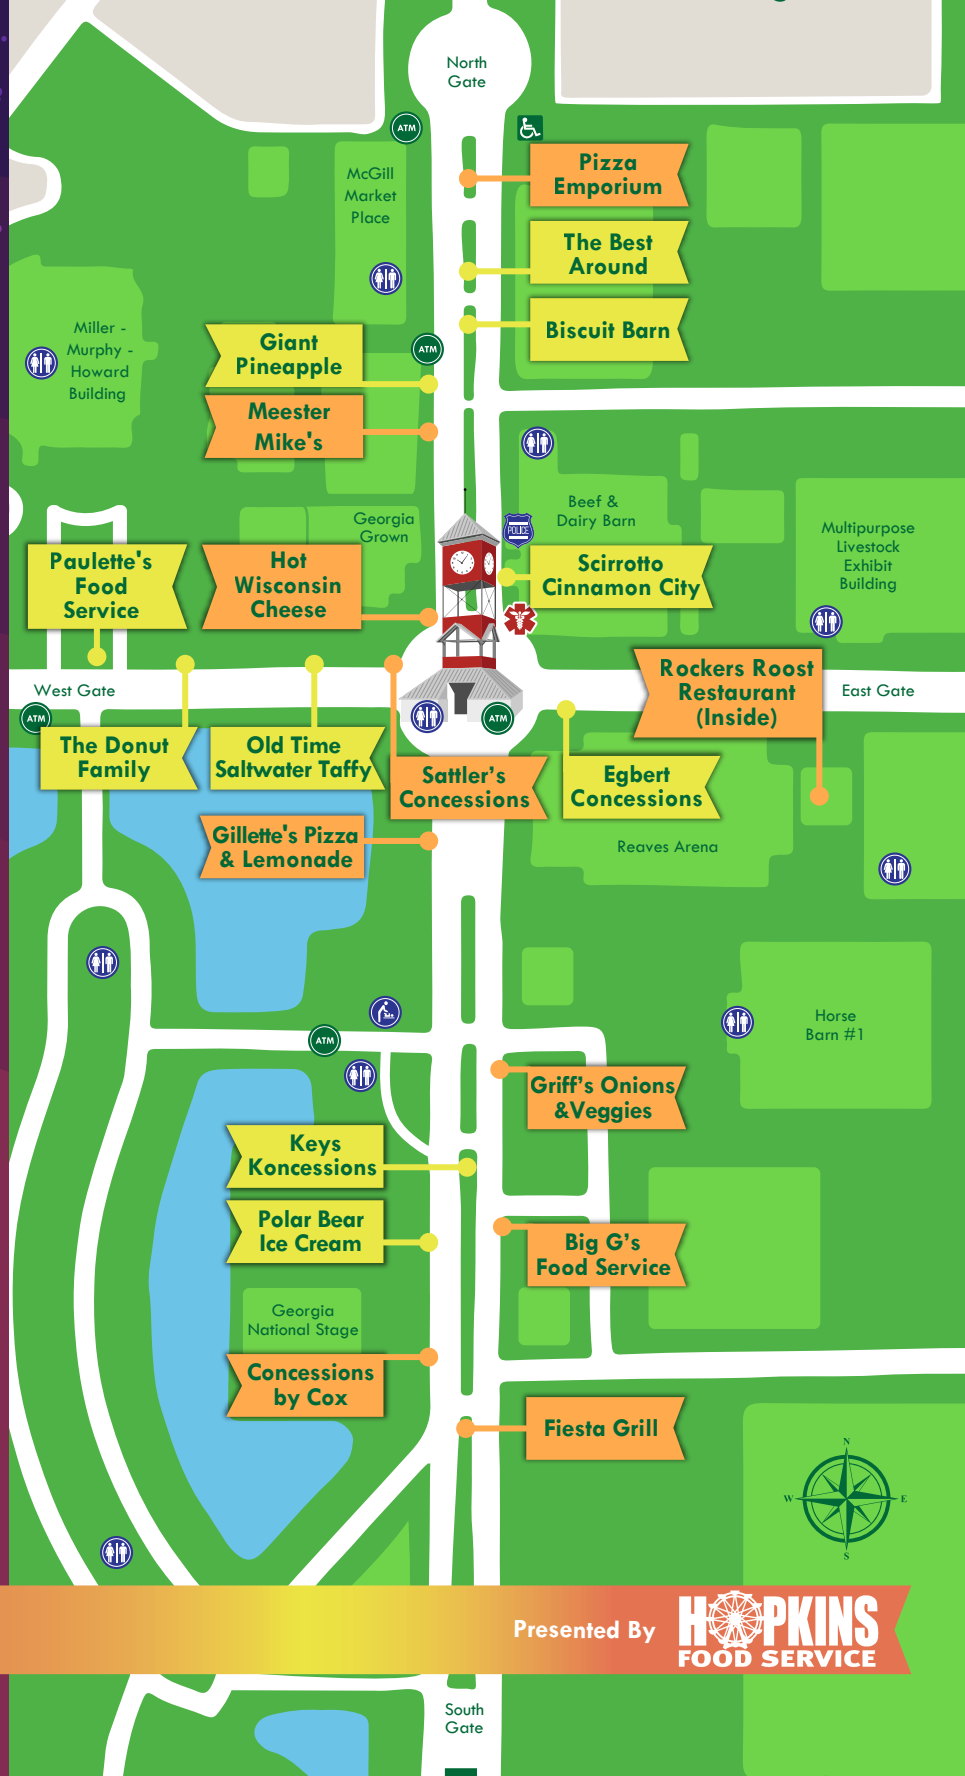 North
Gate
ATM
Pizza
Emporium
McGill
Market
Place
The Best
Around
Biscuit Barn
Miller -
Murphy -
Howard
Building
Giant
Pineapple
ATM
Meester
Mike's
Georgia
Grown
Beef &
Dairy Barn
POLICE
Multipurpose
Livestock
Exhibit
Building
Paulette's
Food
Service
Hot
Wisconsin
Cheese
Scirrotto
Cinnamon City
Rockers Roost
Restaurant
(Inside)
West Gate
East Gate
ATM
ATM
The Donut
Family
Old Time
Saltwater Taffy
Sattler's
Concessions
Egbert
Concessions
Gillette's Pizza
& Lemonade
Reaves Arena
Horse
Barn #1
ATM
Griff's Onions
&Veggies
Keys
Koncessions
Polar Bear
Ice Cream
Big G's
Food Service
Georgia
National Stage
Concessions
by Cox
Fiesta Grill
N
W
E
S
Presented By
HOPKINS
FOOD SERVICE
South
Gate